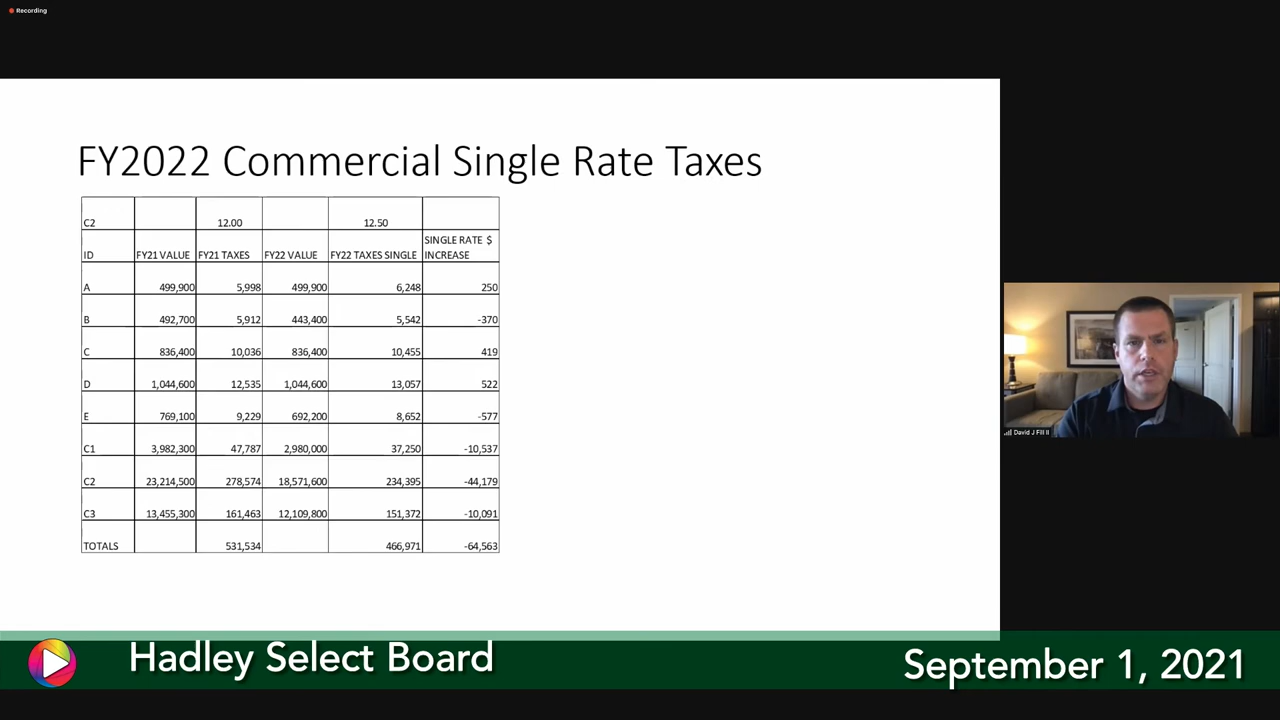 Recording
FY2022 Commercial Single Rate Taxes
C2 12.00 12.50
ID FY21 VALUE FY21 TAXES FY22 VALUE FY22 TAXES SINGLE SINGLE RATE $ INCREASE
A 499,900 5,998 499,900 6,248 250
B 492,700 5,912 443,400 5,542 -370
C 836,400 10,036 836,400 10,455 419
D 1,044,600 12,535 1,044,600 13,057 522
E 769,100 9,229 692,200 8,652 -577
C1 3,982,300 47,787 2,980,000 37,250 -10,537
C2 23,214,500 278,574 18,571,600 234,395 -44,179
C3 13,455,300 161,463 12,109,800 151,372 -10,091
TOTALS 531,534 466,971 -64,563
David J Fill II
Hadley Select Board
September 1, 2021